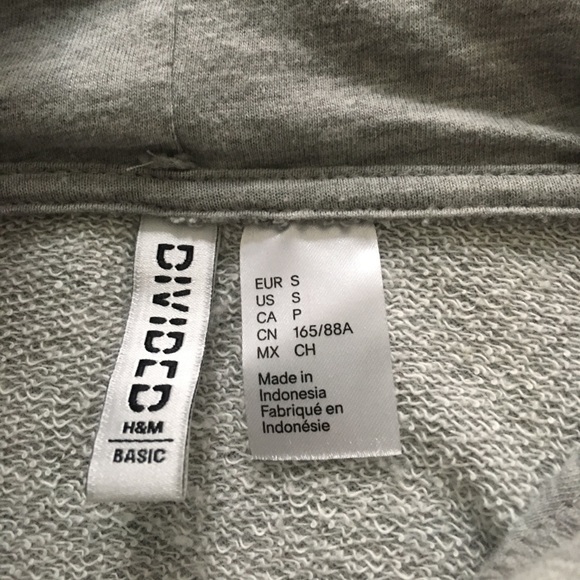 DIVIDED
H&M
BASIC
EUR S
US S
CA P
CN 165/88A
MX CH
Made in
Indonesia
Fabriqué en
Indonésie